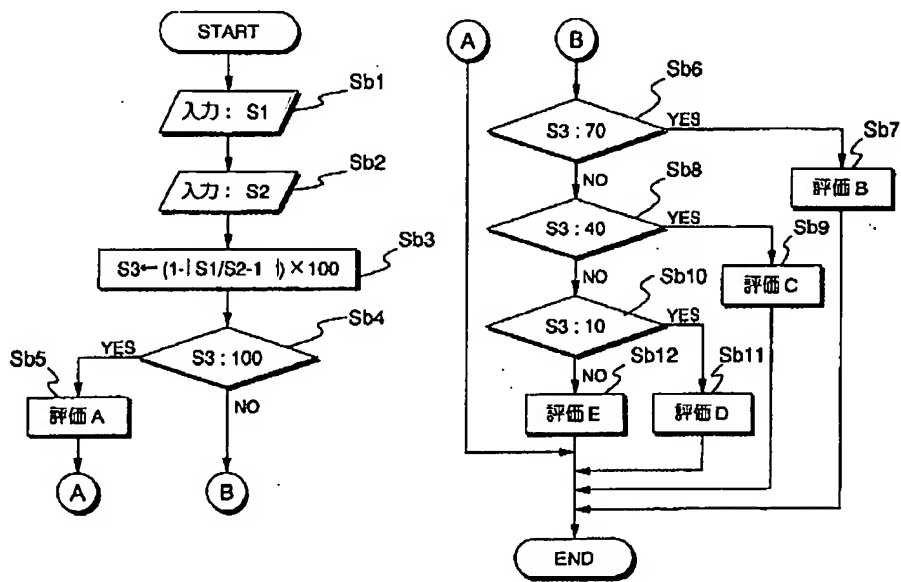 START
Sb1
入力: S1
Sb2
入力: S2
Sb3
S3← (1-| S1/S2-1 |) ×100
Sb4
S3 : 100
YES
Sb5
評価 A
NO
A
B
A
B
Sb6
S3 : 70
YES
Sb7
評価 B
NO
Sb8
S3 : 40
YES
Sb9
評価 C
NO
Sb10
S3 : 10
YES
Sb11
評価 D
NO
Sb12
評価 E
END